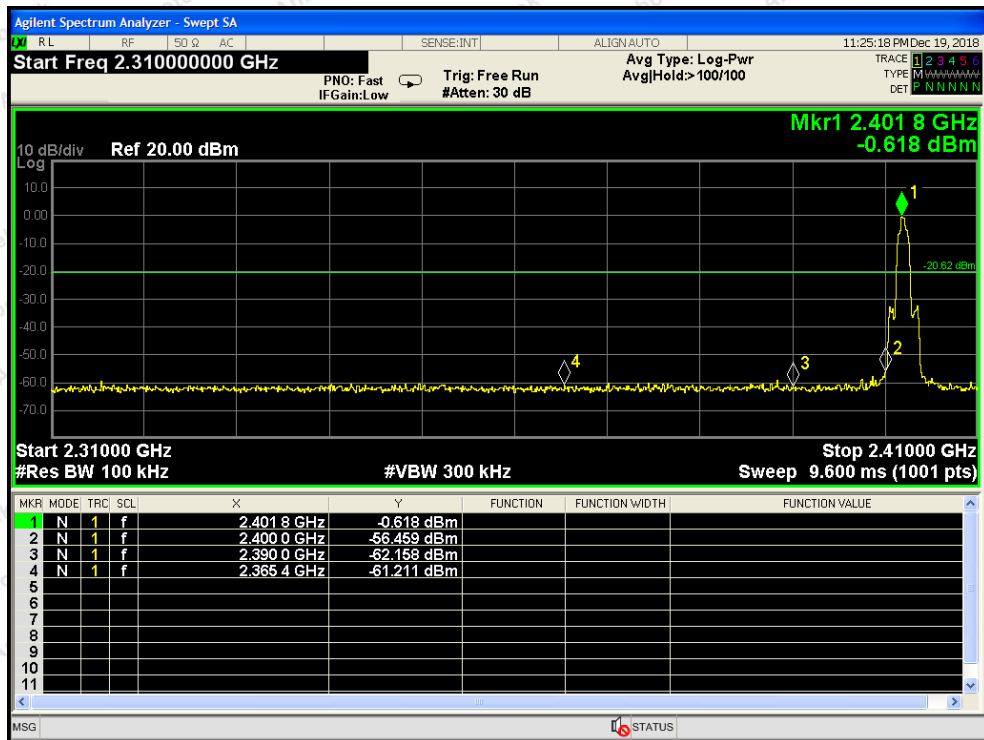 Agilent Spectrum Analyzer - Swept SA
LXI RL RF 50 Ω AC SENSE:INT ALIGN AUTO 11:25:18 PM Dec 19, 2018
Start Freq 2.310000000 GHz
PNO: Fast
IFGain:Low
Trig: Free Run
#Atten: 30 dB
Avg Type: Log-Pwr
Avg|Hold:>100/100
TRACE 1 2 3 4 5 6
TYPE M WWWWW
DET P N N N N N
Mkr1 2.401 8 GHz
-0.618 dBm
10 dB/div Ref 20.00 dBm
Log
10.0
0.00
-10.0
-20.0
-30.0
-40.0
-50.0
-60.0
-70.0
1
-20.62 dBm
2
3
4
Start 2.31000 GHz Stop 2.41000 GHz
#Res BW 100 kHz #VBW 300 kHz Sweep 9.600 ms (1001 pts)
MKR MODE TRC SCL X Y FUNCTION FUNCTION WIDTH FUNCTION VALUE
1 N 1 f 2.401 8 GHz -0.618 dBm
2 N 1 f 2.400 0 GHz -56.459 dBm
3 N 1 f 2.390 0 GHz -62.158 dBm
4 N 1 f 2.365 4 GHz -61.211 dBm
5
6
7
8
9
10
11
MSG STATUS